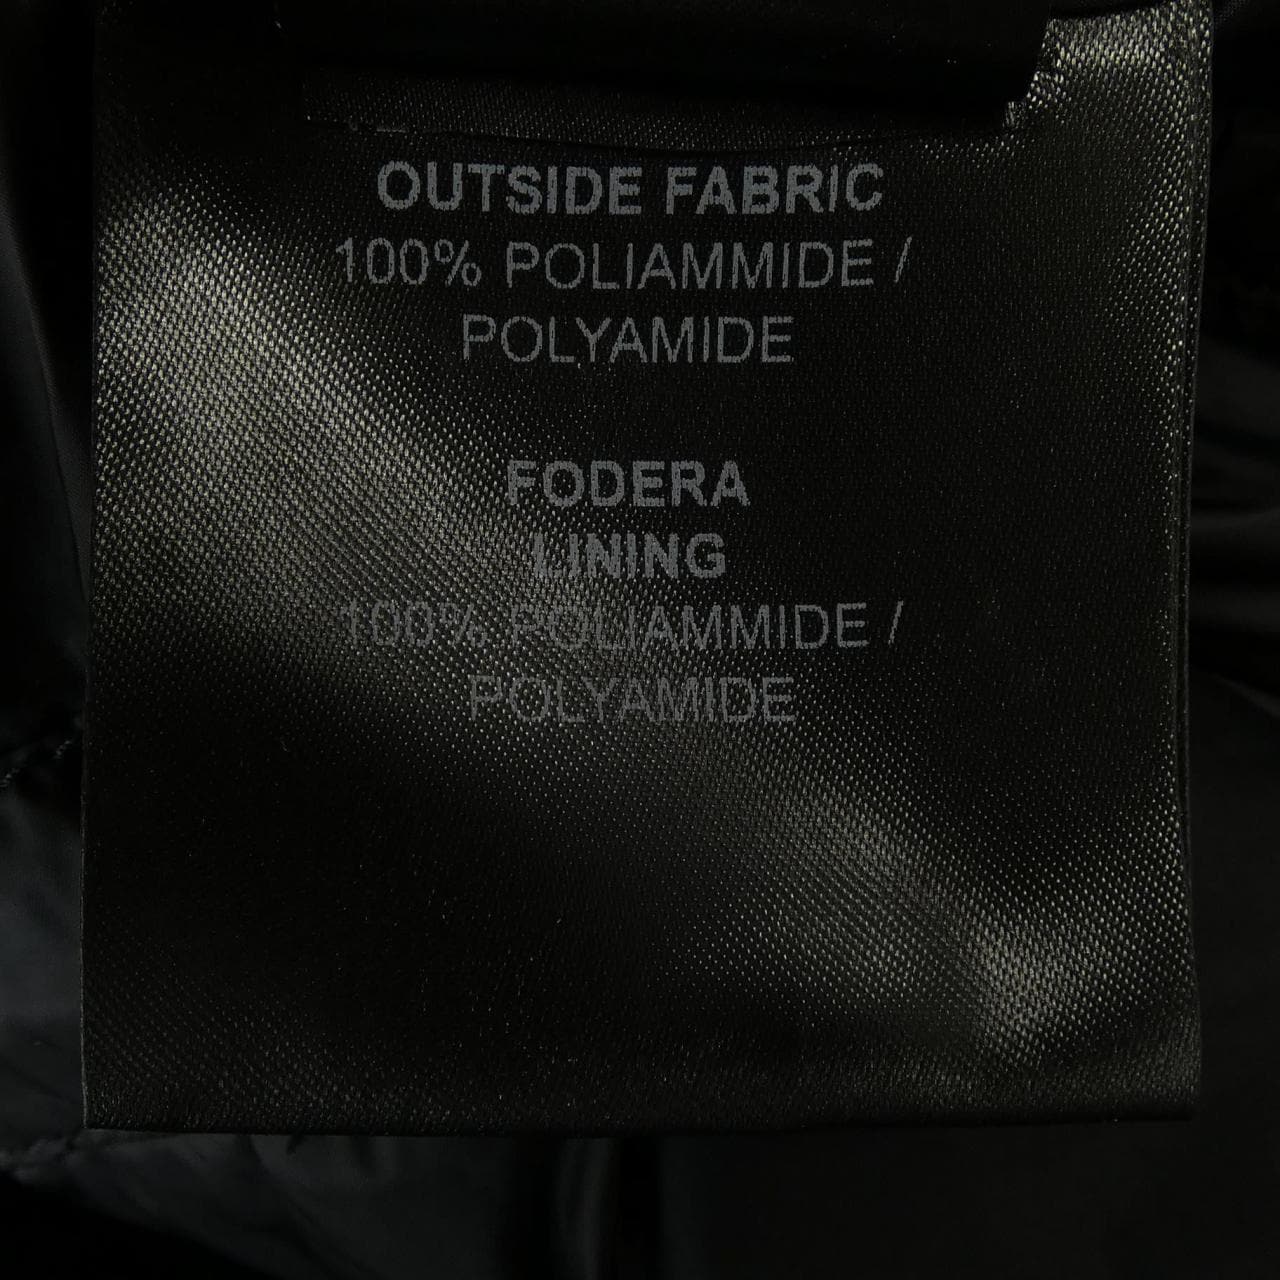 OUTSIDE FABRIC
100% POLIAMMIDE /
POLYAMIDE
FODERA
LINING
100% POLIAMMIDE /
POLYAMIDE